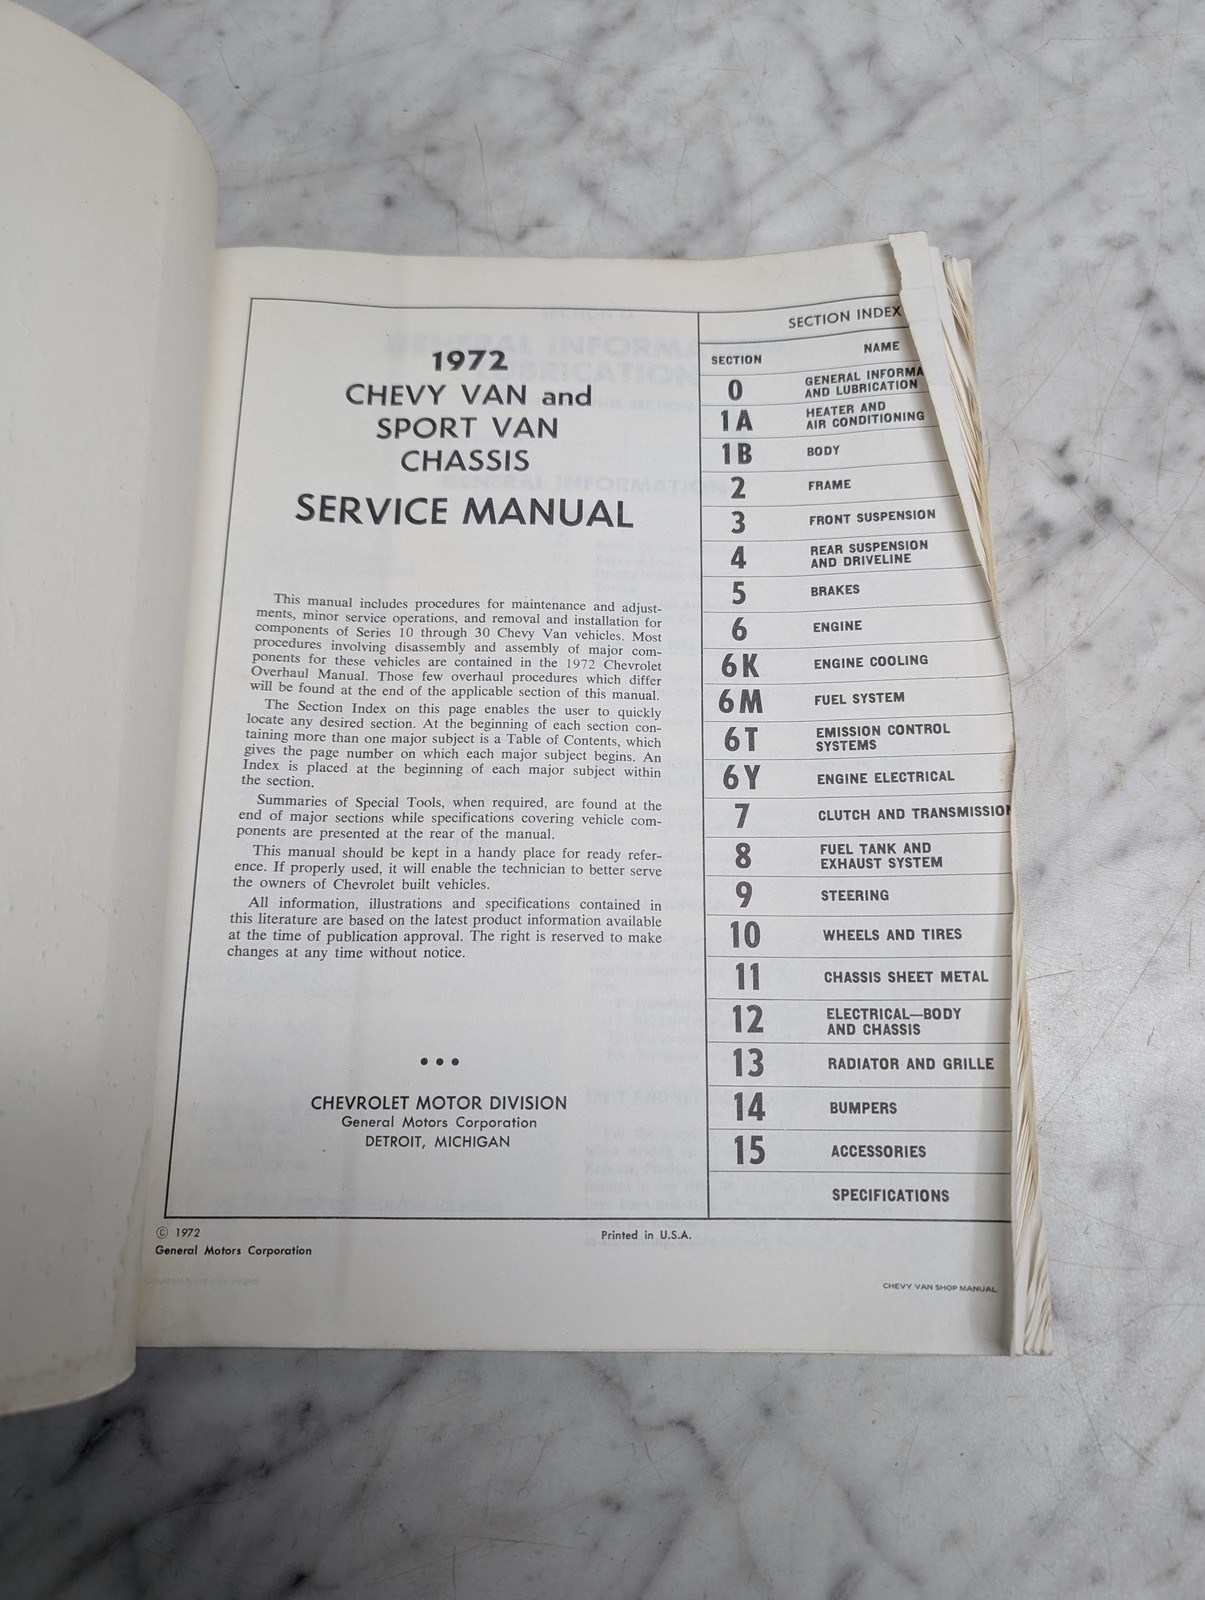 1972
CHEVY VAN and
SPORT VAN
CHASSIS
SERVICE MANUAL
This manual includes procedures for maintenance and adjust-
ments, minor service operations, and removal and installation for
components of Series 10 through 30 Chevy Van vehicles. Most
procedures involving disassembly and assembly of major com-
ponents for these vehicles are contained in the 1972 Chevrolet
Overhaul Manual. Those few overhaul procedures which differ
will be found at the end of the applicable section of this manual.
The Section Index on this page enables the user to quickly
locate any desired section. At the beginning of each section con-
taining more than one major subject is a Table of Contents, which
gives the page number on which each major subject begins. An
Index is placed at the beginning of each major subject within
the section.
Summaries of Special Tools, when required, are found at the
end of major sections while specifications covering vehicle com-
ponents are presented at the rear of the manual.
This manual should be kept in a handy place for ready refer-
ence. If properly used, it will enable the technician to better serve
the owners of Chevrolet built vehicles.
All information, illustrations and specifications contained in
this literature are based on the latest product information available
at the time of publication approval. The right is reserved to make
changes at any time without notice.
• • •
CHEVROLET MOTOR DIVISION
General Motors Corporation
DETROIT, MICHIGAN
SECTION INDEX
SECTION NAME
0 GENERAL INFORMA
AND LUBRICATION
1A HEATER AND
AIR CONDITIONING
1B BODY
2 FRAME
3 FRONT SUSPENSION
4 REAR SUSPENSION
AND DRIVELINE
5 BRAKES
6 ENGINE
6K ENGINE COOLING
6M FUEL SYSTEM
6T EMISSION CONTROL
SYSTEMS
6Y ENGINE ELECTRICAL
7 CLUTCH AND TRANSMISSION
8 FUEL TANK AND
EXHAUST SYSTEM
9 STEERING
10 WHEELS AND TIRES
11 CHASSIS SHEET METAL
12 ELECTRICAL—BODY
AND CHASSIS
13 RADIATOR AND GRILLE
14 BUMPERS
15 ACCESSORIES
SPECIFICATIONS
© 1972
General Motors Corporation
Printed in U.S.A.
CHEVY VAN SHOP MANUAL